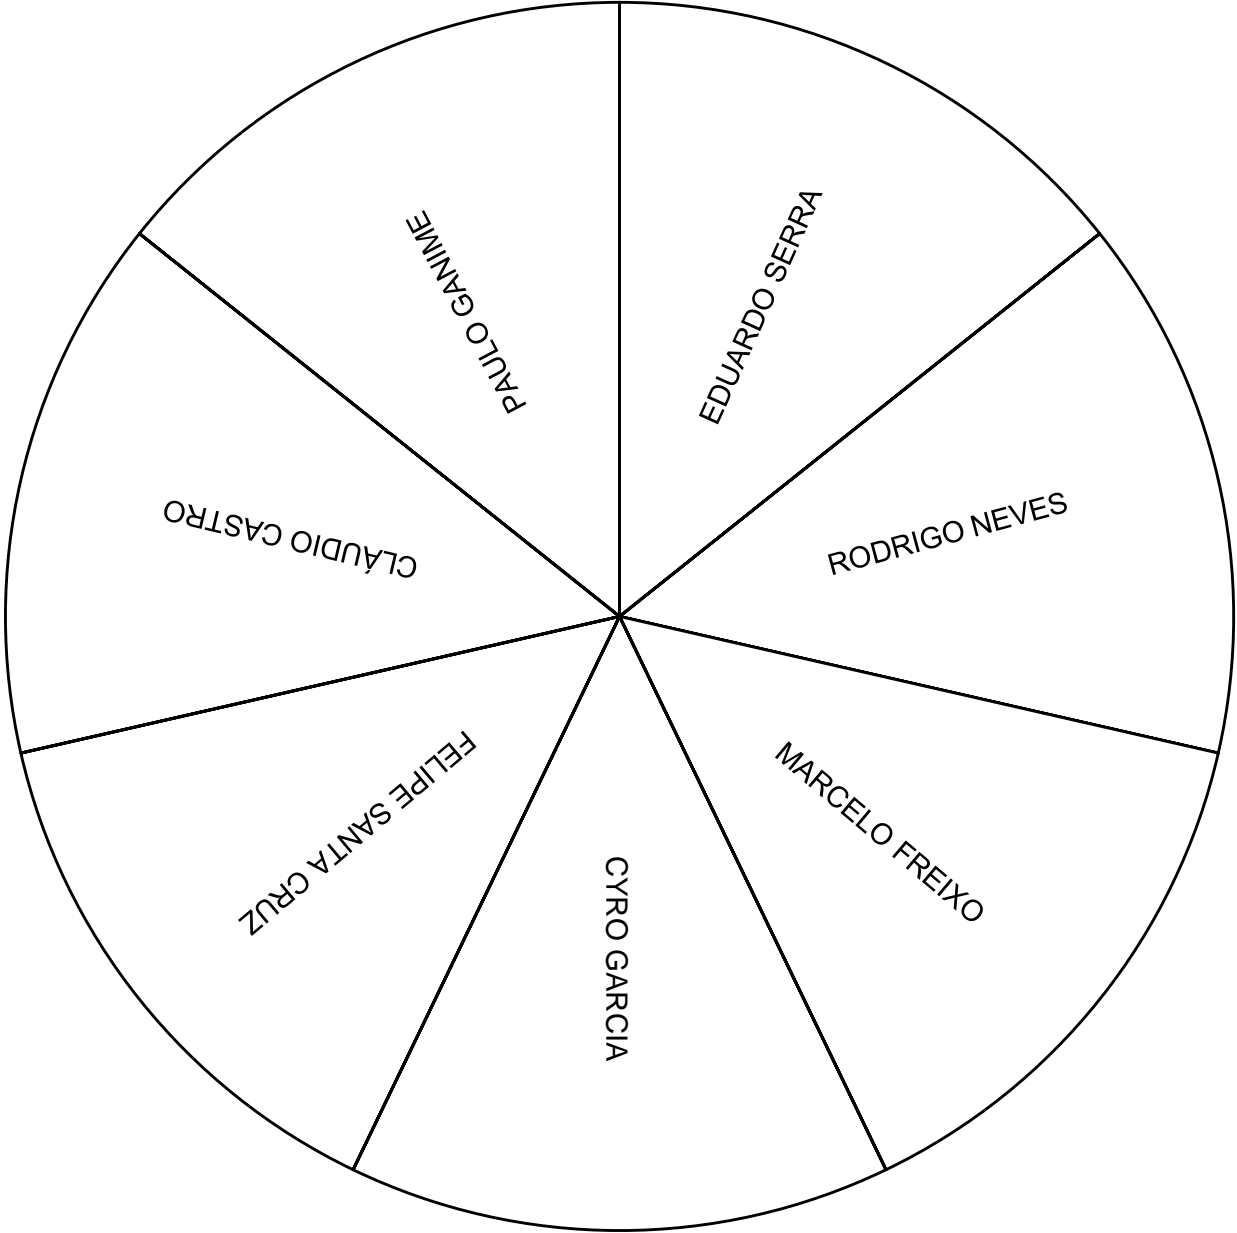 EDUARDO SERRA
RODRIGO NEVES
MARCELO FREIXO
CYRO GARCIA
FELIPE SANTA CRUZ
CLÁUDIO CASTRO
PAULO GANIME